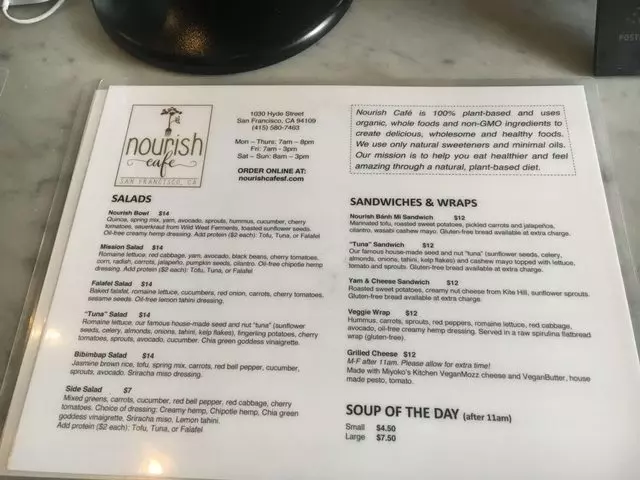 nourish
cafe
SAN FRANCISCO, CA
1030 Hyde Street
San Francisco, CA 94109
(415) 580-7463
Mon – Thurs: 7am – 8pm
Fri: 7am - 3pm
Sat – Sun: 8am – 3pm
ORDER ONLINE AT:
nourishcafesf.com
Nourish Café is 100% plant-based and uses
organic, whole foods and non-GMO ingredients to
create delicious, wholesome and healthy foods.
We use only natural sweeteners and minimal oils.
Our mission is to help you eat healthier and feel
amazing through a natural, plant-based diet.
SALADS
Nourish Bowl $14
Quinoa, spring mix, yam, avocado, sprouts, hummus, cucumber, cherry
tomatoes, sauerkraut from Wild West Ferments, toasted sunflower seeds.
Oil-free creamy hemp dressing. Add protein ($2 each): Tofu, Tuna, or Falafel
Mission Salad $14
Romaine lettuce, red cabbage, yam, avocado, black beans, cherry tomatoes,
corn, radish, carrots, jalapeño, pumpkin seeds, cilantro. Oil-free chipotle hemp
dressing. Add protein ($2 each): Tofu, Tuna, or Falafel
Falafel Salad $14
Baked falafel, romaine lettuce, cucumbers, red onion, carrots, cherry tomatoes,
sesame seeds. Oil-free lemon tahini dressing.
"Tuna" Salad $14
Romaine lettuce, our famous house-made seed and nut "tuna" (sunflower
seeds, celery, almonds, onions, tahini, kelp flakes), fingerling potatoes, cherry
tomatoes, sprouts, avocado, cucumber. Chia green goddess vinaigrette.
Bibimbap Salad $14
Jasmine brown rice, tofu, spring mix, carrots, red bell pepper, cucumber,
sprouts, avocado. Sriracha miso dressing.
Side Salad $7
Mixed greens, carrots, cucumber, red bell pepper, red cabbage, cherry
tomatoes. Choice of dressing: Creamy hemp, Chipotle hemp, Chia green
goddess vinaigrette, Sriracha miso, Lemon tahini.
Add protein ($2 each): Tofu, Tuna, or Falafel
SANDWICHES & WRAPS
Nourish Bánh Mi Sandwich $12
Marinated tofu, roasted sweet potatoes, pickled carrots and jalapeños,
cilantro, wasabi cashew mayo. Gluten-free bread available at extra charge.
"Tuna" Sandwich $12
Our famous house-made seed and nut "tuna" (sunflower seeds, celery,
almonds, onions, tahini, kelp flakes) and cashew mayo topped with lettuce,
tomato and sprouts. Gluten-free bread available at extra charge.
Yam & Cheese Sandwich $12
Roasted sweet potatoes, creamy nut cheese from Kite Hill, sunflower sprouts.
Gluten-free bread available at extra charge.
Veggie Wrap $12
Hummus, carrots, sprouts, red peppers, romaine lettuce, red cabbage,
avocado, oil-free creamy hemp dressing. Served in a raw spirulina flatbread
wrap (gluten-free).
Grilled Cheese $12
M-F after 11am. Please allow for extra time!
Made with Miyoko's Kitchen VeganMozz cheese and VeganButter, house
made pesto, tomato.
SOUP OF THE DAY (after 11am)
Small $4.50
Large $7.50